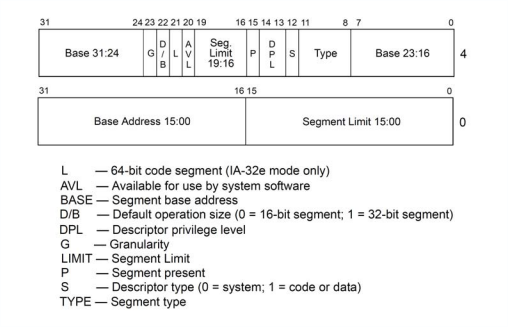 31 24 23 22 21 20 19 16 15 14 13 12 11 8 7 0
Base 31:24 G D/B L AVL Seg. Limit 19:16 P DPL S Type Base 23:16 4
31 16 15 0
Base Address 15:00 Segment Limit 15:00 0
L — 64-bit code segment (IA-32e mode only)
AVL — Available for use by system software
BASE — Segment base address
D/B — Default operation size (0 = 16-bit segment; 1 = 32-bit segment)
DPL — Descriptor privilege level
G — Granularity
LIMIT — Segment Limit
P — Segment present
S — Descriptor type (0 = system; 1 = code or data)
TYPE — Segment type